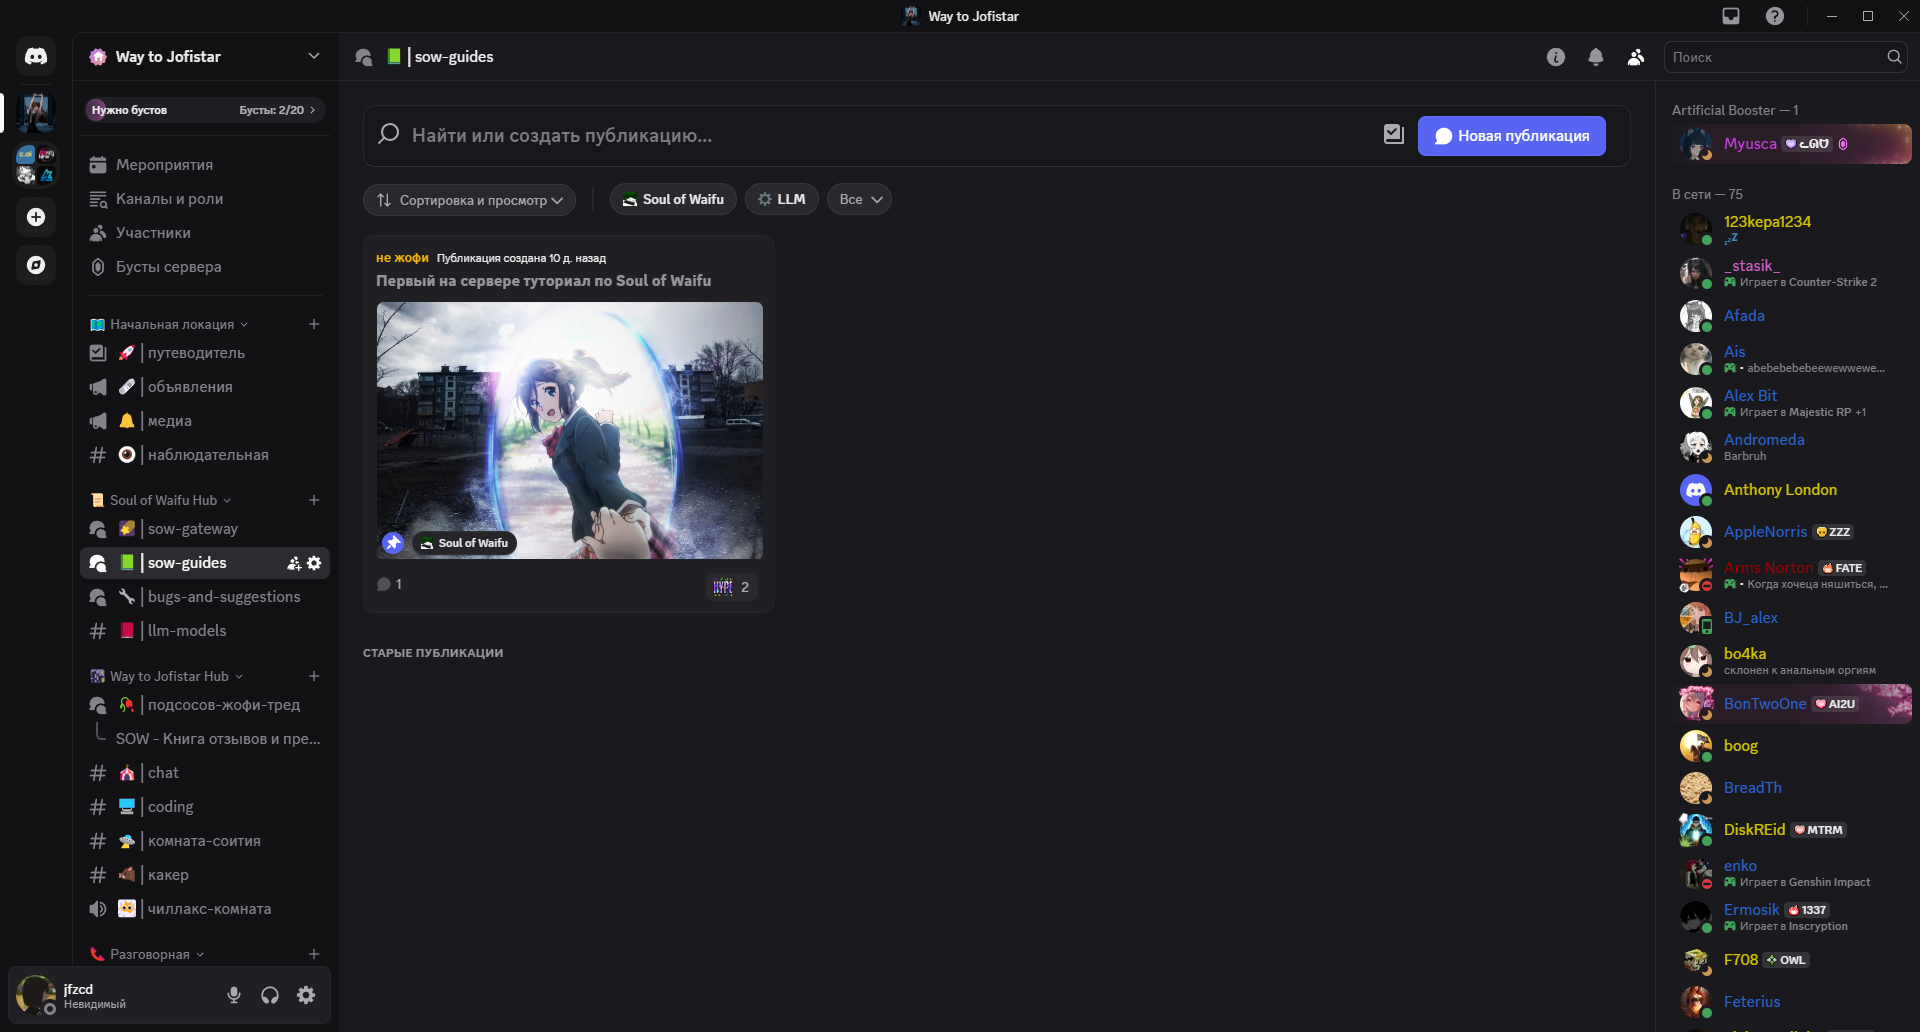 Way to Jofistar
Way to Jofistar
Нужно бустов
Бусты: 2/20
Мероприятия
Каналы и роли
Участники
Бусты сервера
Начальная локация
путеводитель
объявления
медиа
наблюдательная
Soul of Waifu Hub
sow-gateway
sow-guides
bugs-and-suggestions
llm-models
Way to Jofistar Hub
подсосов-жофи-тред
SOW - Книга отзывов и пре...
chat
coding
комната-соития
какер
чиллакс-комната
Разговорная
jfzcd
Невидимый
sow-guides
Поиск
Найти или создать публикацию...
Новая публикация
Сортировка и просмотр
Soul of Waifu
LLM
Все
не жофи Публикация создана 10 д. назад
Первый на сервере туториал по Soul of Waifu
Soul of Waifu
1
HYPE 2
СТАРЫЕ ПУБЛИКАЦИИ
Artificial Booster — 1
Myusca
В сети — 75
123kepa1234
_stasik_
Играет в Counter-Strike 2
Afada
Ais
- abebebebebeewewwewe...
Alex Bit
Играет в Majestic RP +1
Andromeda
Barbruh
Anthony London
AppleNorris ZZZ
Arms Norton FATE
- Когда хочеца няшиться, ...
BJ_alex
bo4ka
склонен к анальным оргиям
BonTwoOne AI2U
boog
BreadTh
DiskREid MTRM
enko
Играет в Genshin Impact
Ermosik 1337
Играет в Inscryption
F708 OWL
Feterius